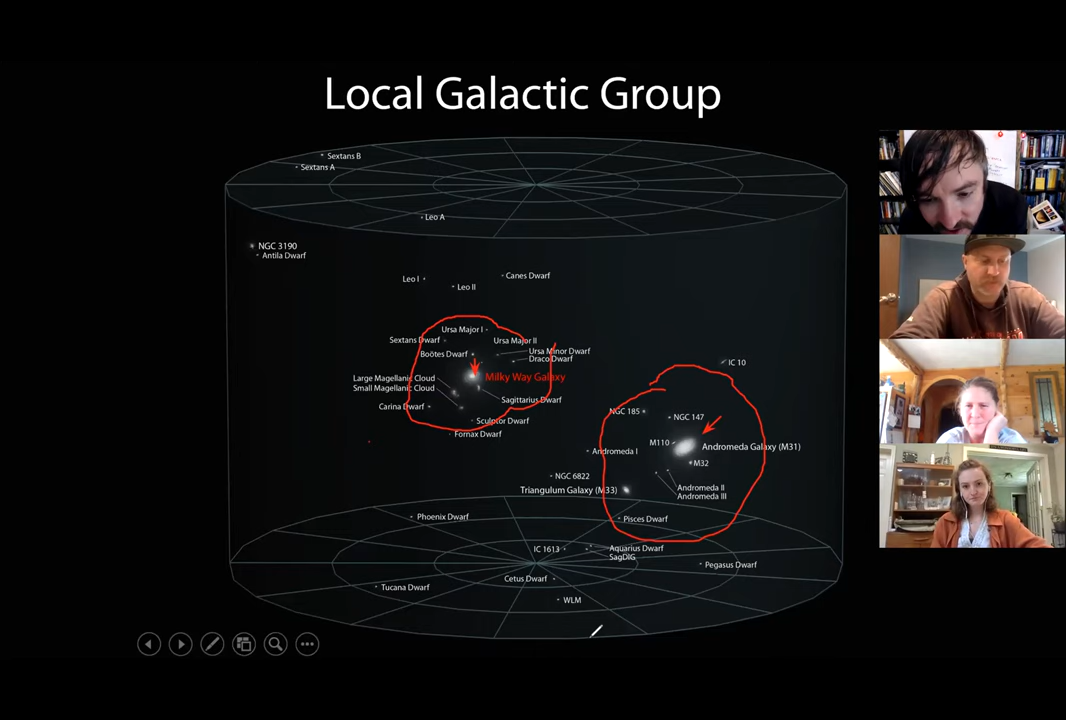 Local Galactic Group
Sextans B
Sextans A
Leo A
NGC 3190
Antila Dwarf
Leo I
Canes Dwarf
Leo II
Ursa Major I
Sextans Dwarf
Ursa Major II
Boötes Dwarf
Ursa Minor Dwarf
Draco Dwarf
IC 10
Milky Way Galaxy
Large Magellanic Cloud
Small Magellanic Cloud
Sagittarius Dwarf
Carina Dwarf
NGC 185
NGC 147
Sculptor Dwarf
Fornax Dwarf
M110
Andromeda Galaxy (M31)
Andromeda I
M32
NGC 6822
Andromeda II
Andromeda III
Triangulum Galaxy (M33)
Phoenix Dwarf
Pisces Dwarf
IC 1613
Aquarius Dwarf
SagDIG
Pegasus Dwarf
Cetus Dwarf
Tucana Dwarf
WLM